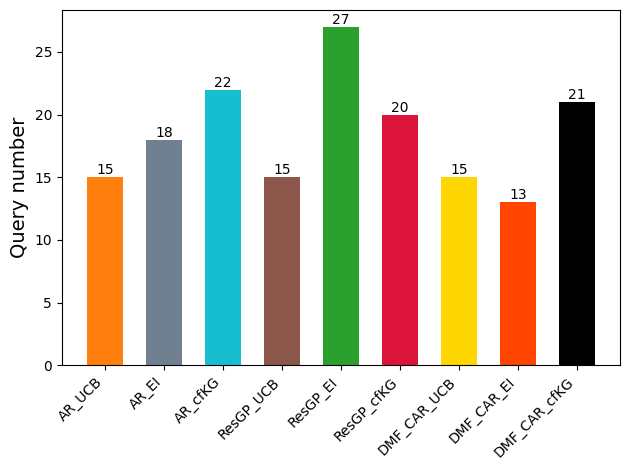 Query number
25
20
15
10
5
0
15
18
22
15
27
20
15
13
21
AR_UCB
AR_EI
AR_cfKG
ResGP_UCB
ResGP_EI
ResGP_cfKG
DMF_CAR_UCB
DMF_CAR_EI
DMF_CAR_cfKG